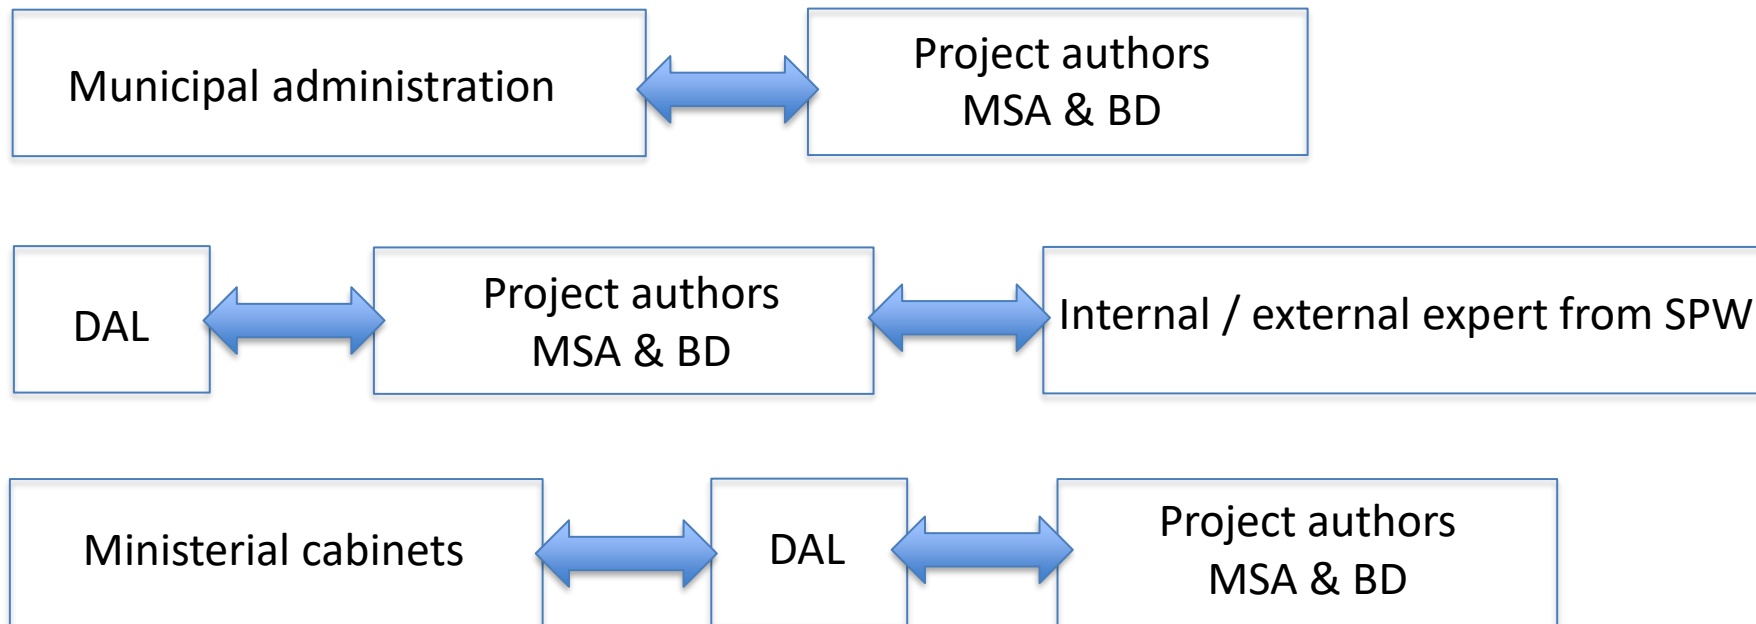 Municipal administration
Project authors
MSA & BD
DAL
Project authors
MSA & BD
Internal / external expert from SPW
Ministerial cabinets
DAL
Project authors
MSA & BD